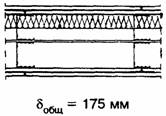 δобщ = 175 мм